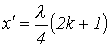 x' = λ/4 (2k + 1)